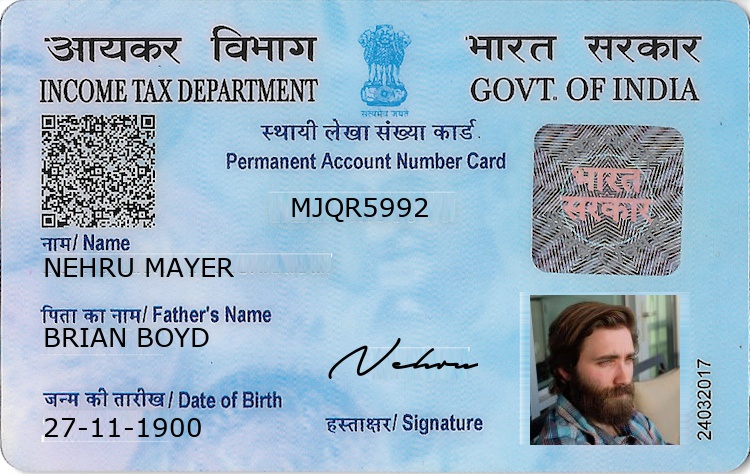 आयकर विभाग
INCOME TAX DEPARTMENT
सत्यमेव जयते
भारत सरकार
GOVT. OF INDIA
स्थायी लेखा संख्या कार्ड
Permanent Account Number Card
MJQR5992
भारत
सरकार
नाम/ Name
NEHRU MAYER
पिता का नाम/ Father's Name
BRIAN BOYD
जन्म की तारीख/ Date of Birth
27-11-1900
Nehru
हस्ताक्षर/ Signature
24032017